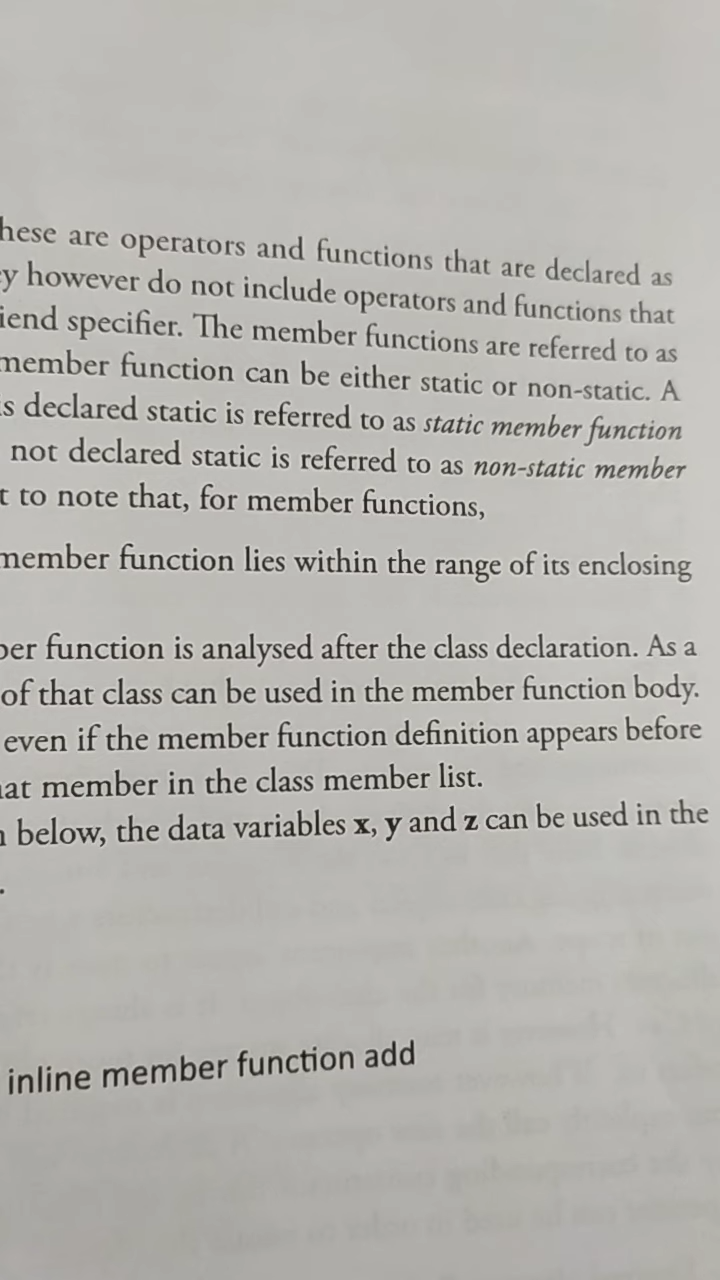 hese are operators and functions that are declared as
y however do not include operators and functions that
iend specifier. The member functions are referred to as
member function can be either static or non-static. A
s declared static is referred to as static member function
not declared static is referred to as non-static member
t to note that, for member functions,
member function lies within the range of its enclosing
ber function is analysed after the class declaration. As a
of that class can be used in the member function body.
even if the member function definition appears before
hat member in the class member list.
n below, the data variables x, y and z can be used in the
.
inline member function add